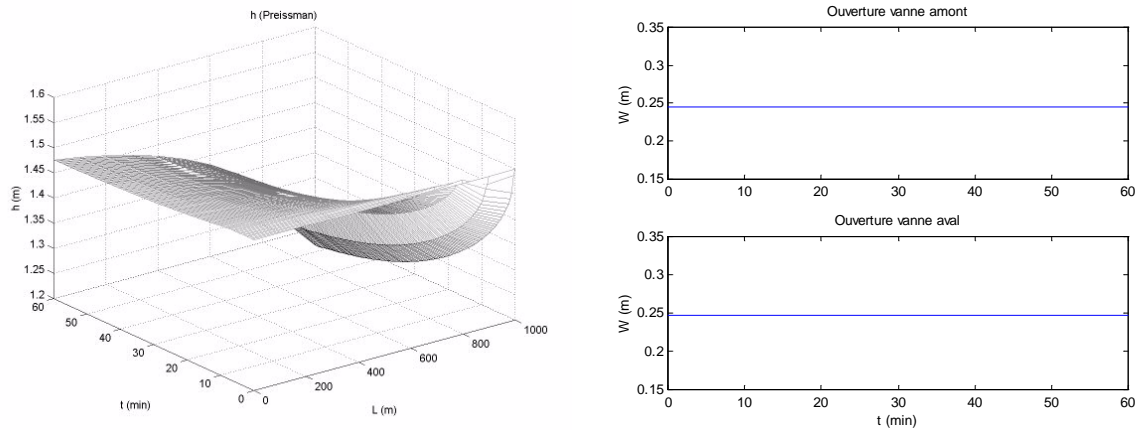 h (Preissman)
1.6
1.55
1.5
1.45
1.4
1.35
1.3
1.25
1.2
h (m)
60
50
40
30
20
10
0
t (min)
0
200
400
600
800
1000
L (m)
Ouverture vanne amont
0.35
0.3
0.25
0.2
0.15
W (m)
0 10 20 30 40 50 60
Ouverture vanne aval
0.35
0.3
0.25
0.2
0.15
W (m)
0 10 20 30 40 50 60
t (min)